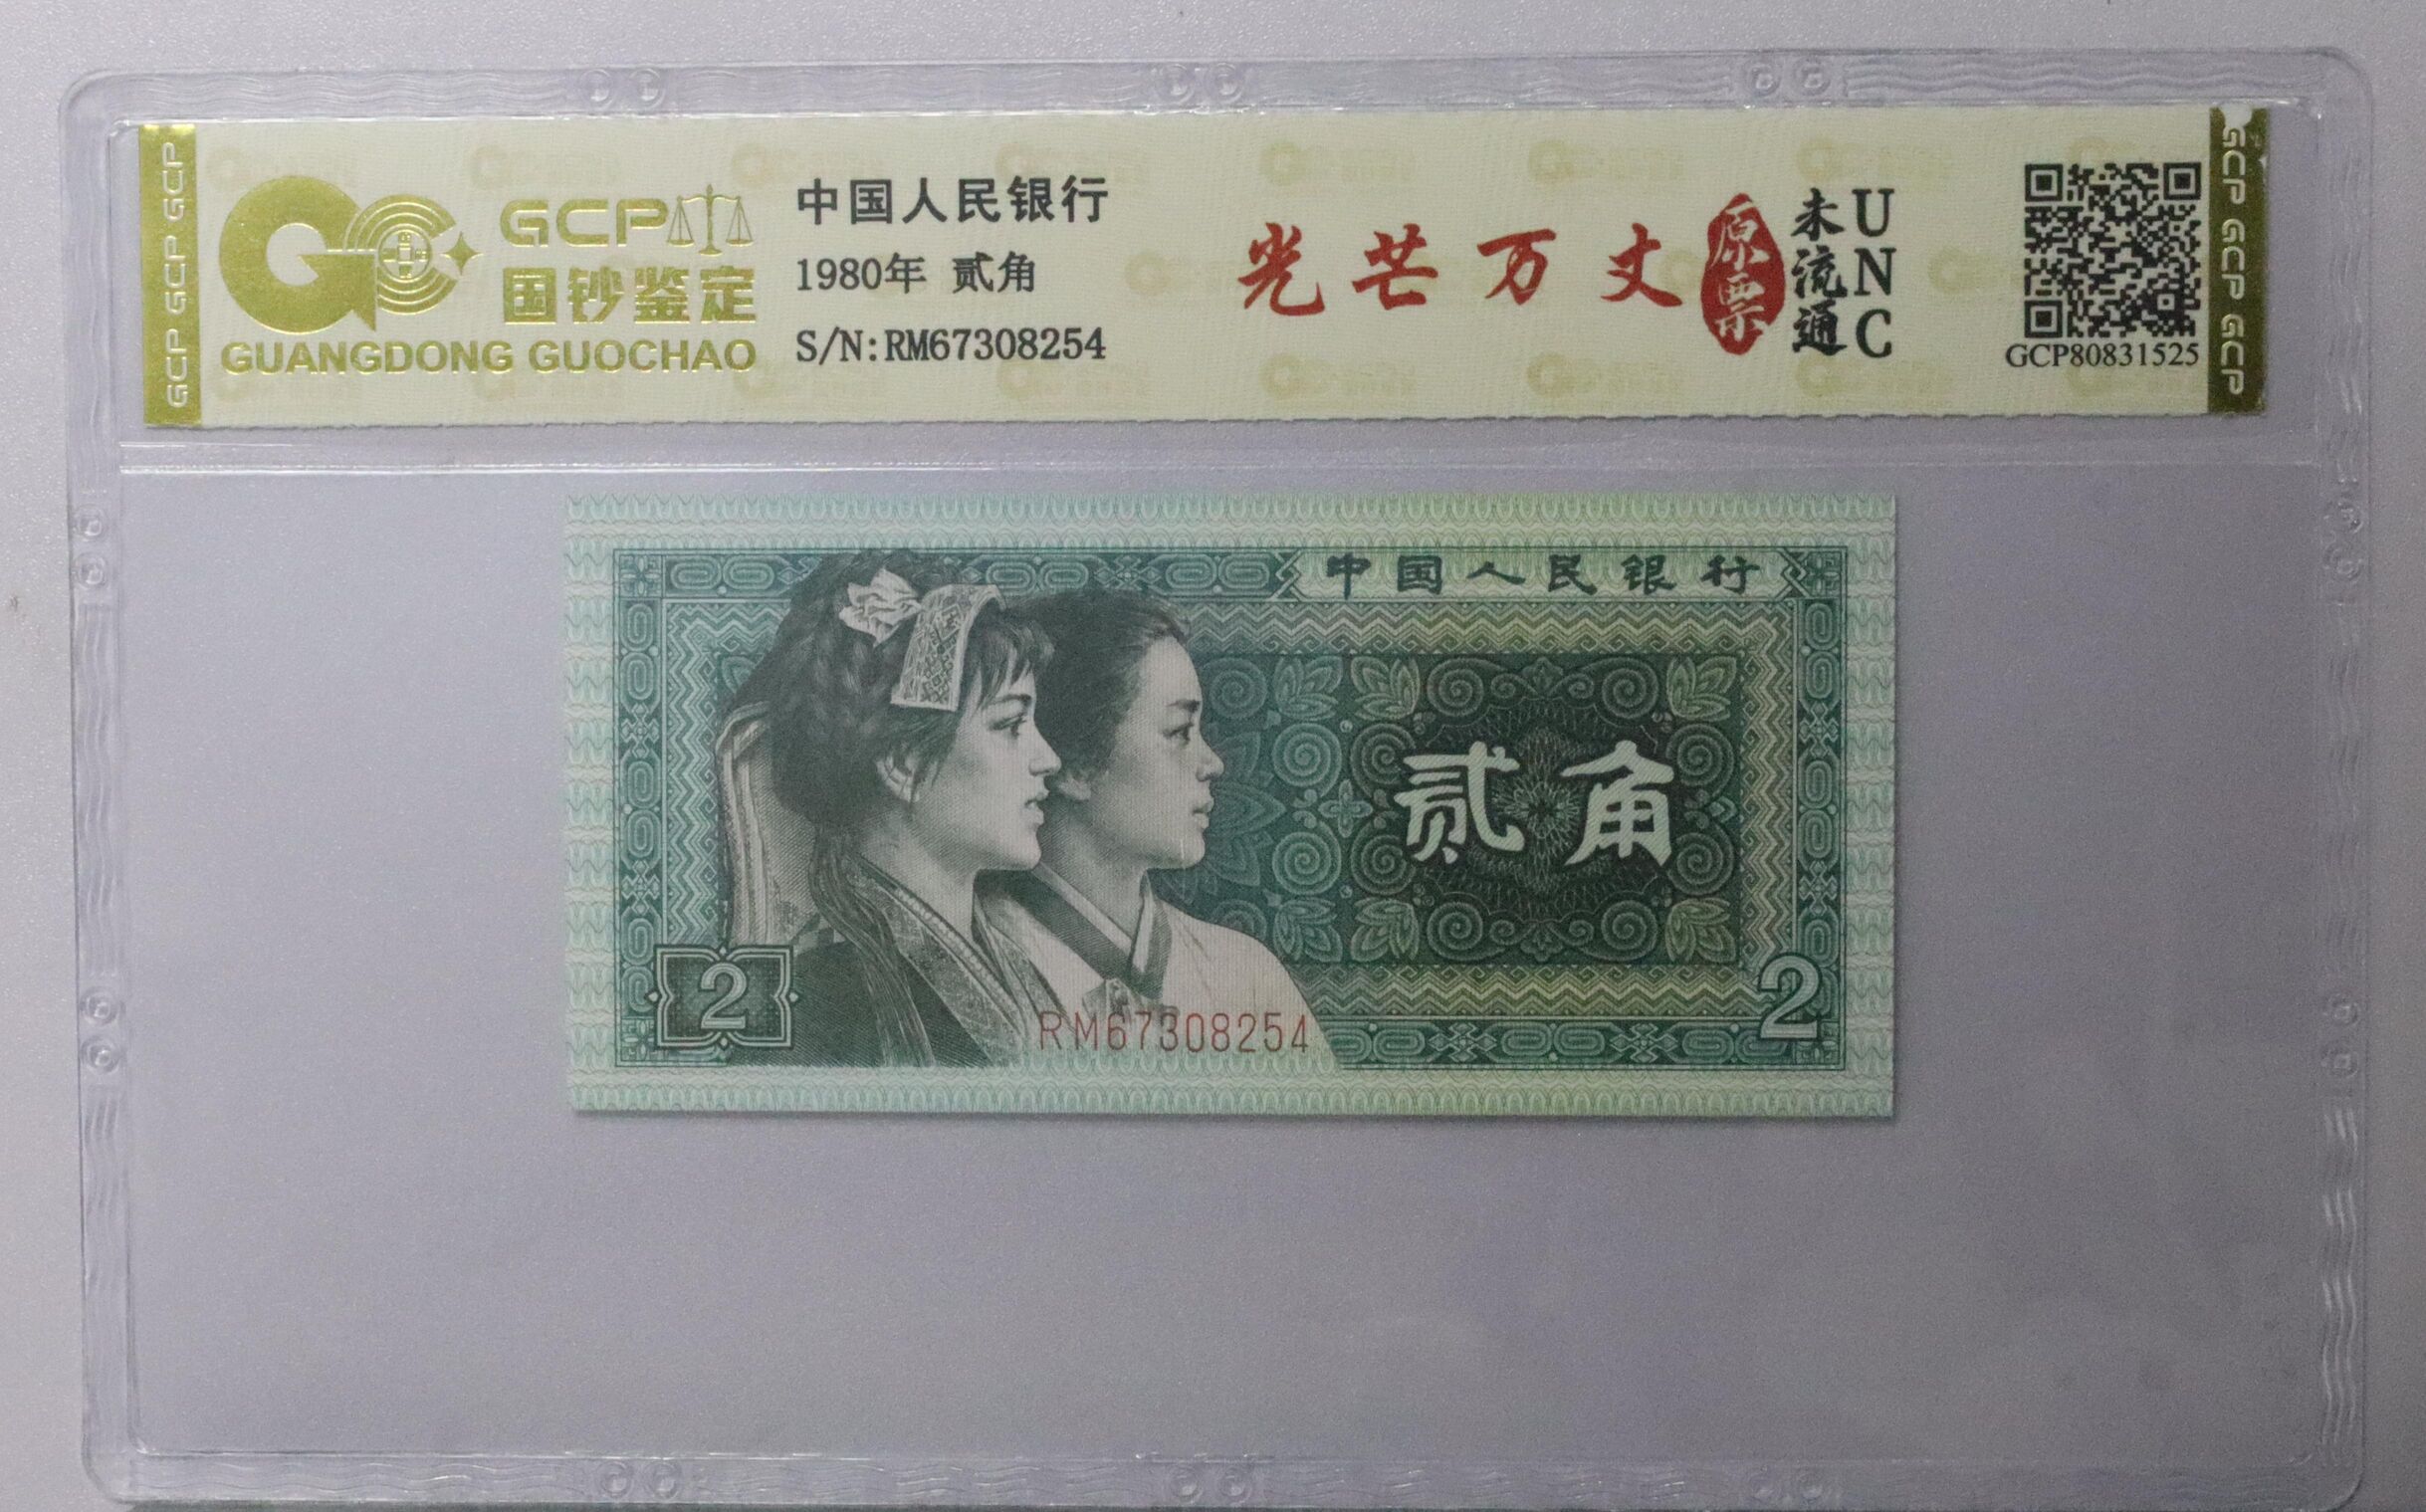 GCP GCP GCP
GCP
国钞鉴定
GUANGDONG GUOCHAO
中国人民银行
1980年 贰角
S/N:RM67308254
光芒万丈
原票
未流通
UNC
GCP80831525
GCP GCP GCP
中国人民银行
贰角
2
RM67308254
2